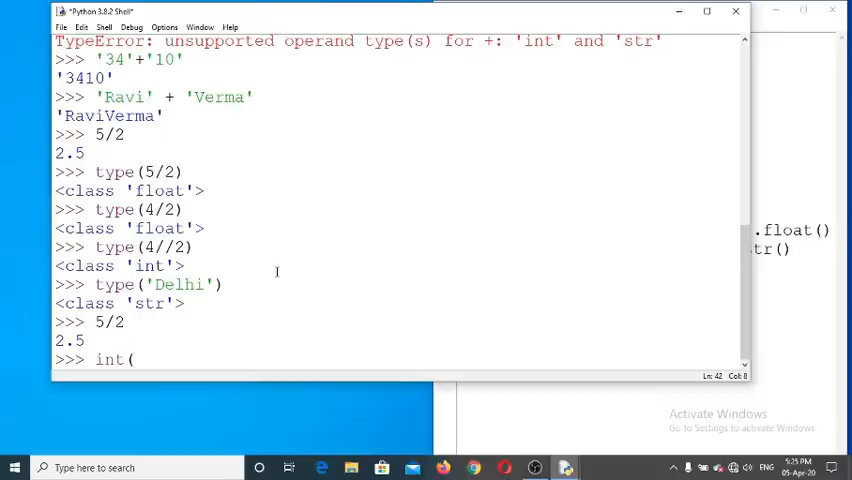 *Python 3.8.2 Shell*
File Edit Shell Debug Options Window Help
TypeError: unsupported operand type(s) for +: 'int' and 'str'
>>> '34'+'10'
'3410'
>>> 'Ravi' + 'Verma'
'RaviVerma'
>>> 5/2
2.5
>>> type(5/2)
<class 'float'>
>>> type(4/2)
<class 'float'>
>>> type(4//2)
<class 'int'>
>>> type('Delhi')
<class 'str'>
>>> 5/2
2.5
>>> int(
Ln: 42 Col: 8
.float()
tr()
Activate Windows
Go to Settings to activate Windows.
Type here to search
ENG
5:25 PM
05-Apr-20